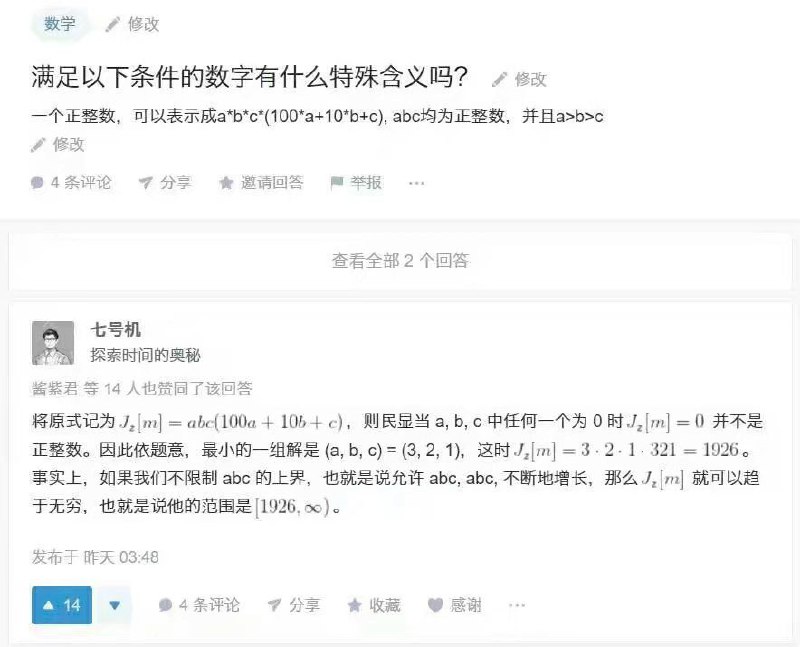 数学 修改
满足以下条件的数字有什么特殊含义吗? 修改
一个正整数，可以表示成a*b*c*(100*a+10*b+c), abc均为正整数，并且a>b>c
修改
4 条评论 分享 邀请回答 举报 ...
查看全部 2 个回答
七号机
探索时间的奥秘
酱紫君 等 14 人也赞同了该回答
将原式记为 J_z[m] = abc(100a + 10b + c)，则民显当 a, b, c 中任何一个为 0 时 J_z[m] = 0 并不是
正整数。因此依题意，最小的一组解是 (a, b, c) = (3, 2, 1)，这时 J_z[m] = 3 · 2 · 1 · 321 = 1926 。
事实上，如果我们不限制 abc 的上界，也就是说允许 abc, abc, 不断地增长，那么 J_z[m] 就可以趋
于无穷，也就是说他的范围是 [1926, ∞) 。
发布于 昨天 03:48
14 4 条评论 分享 收藏 感谢 ...